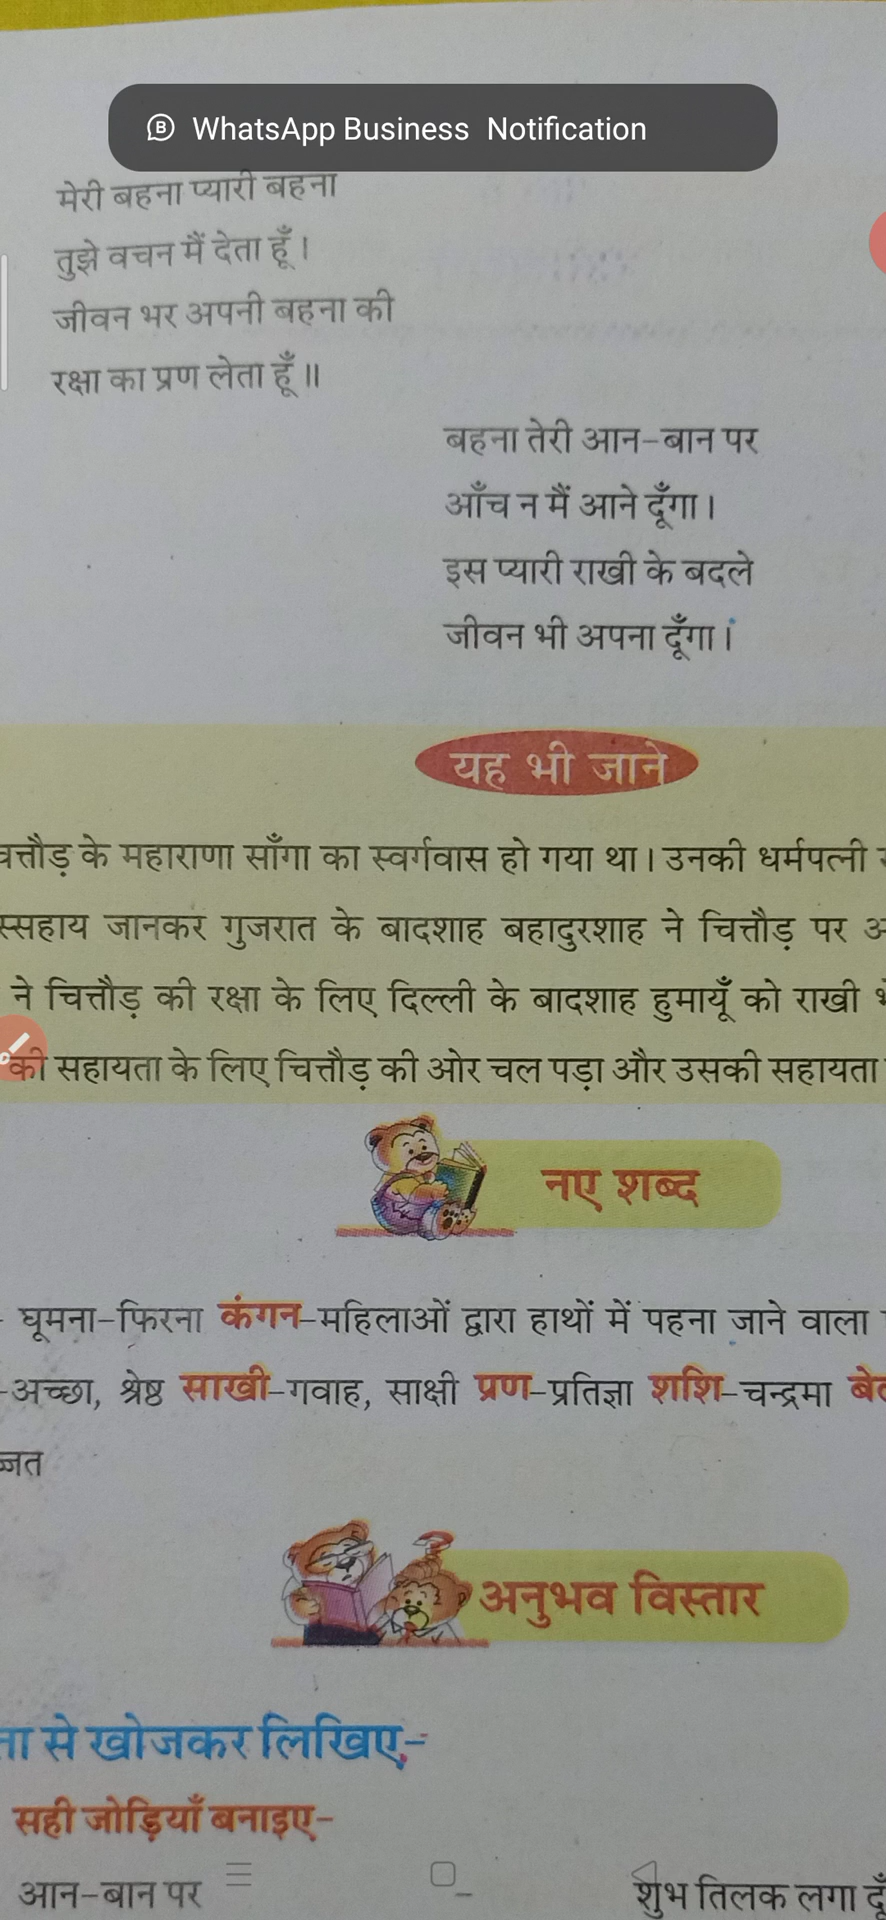 WhatsApp Business Notification
मेरी बहना प्यारी बहना
तुझे वचन मैं देता हूँ।
जीवन भर अपनी बहना की
रक्षा का प्रण लेता हूँ॥
बहना तेरी आन-बान पर
आँच न मैं आने दूँगा।
इस प्यारी राखी के बदले
जीवन भी अपना दूँगा।
यह भी जाने
के महाराणा साँगा का स्वर्गवास हो गया था। उनकी धर्मपत्नी
जानकर गुजरात के बादशाह बहादुरशाह ने चित्तौड़ पर
ने चित्तौड़ की रक्षा के लिए दिल्ली के बादशाह हुमायूँ को राखी
की सहायता के लिए चित्तौड़ की ओर चल पड़ा और उसकी सहायता
नए शब्द
- घूमना-फिरना कंगन-महिलाओं द्वारा हाथों में पहना जाने वाला
-अच्छा, श्रेष्ठ साखी-गवाह, साक्षी प्रण-प्रतिज्ञा शशि-चन्द्रमा
अनुभव विस्तार
से खोजकर लिखिए,-
सही जोड़ियाँ बनाइए-
आन-बान पर
शुभ तिलक लगा दूँ